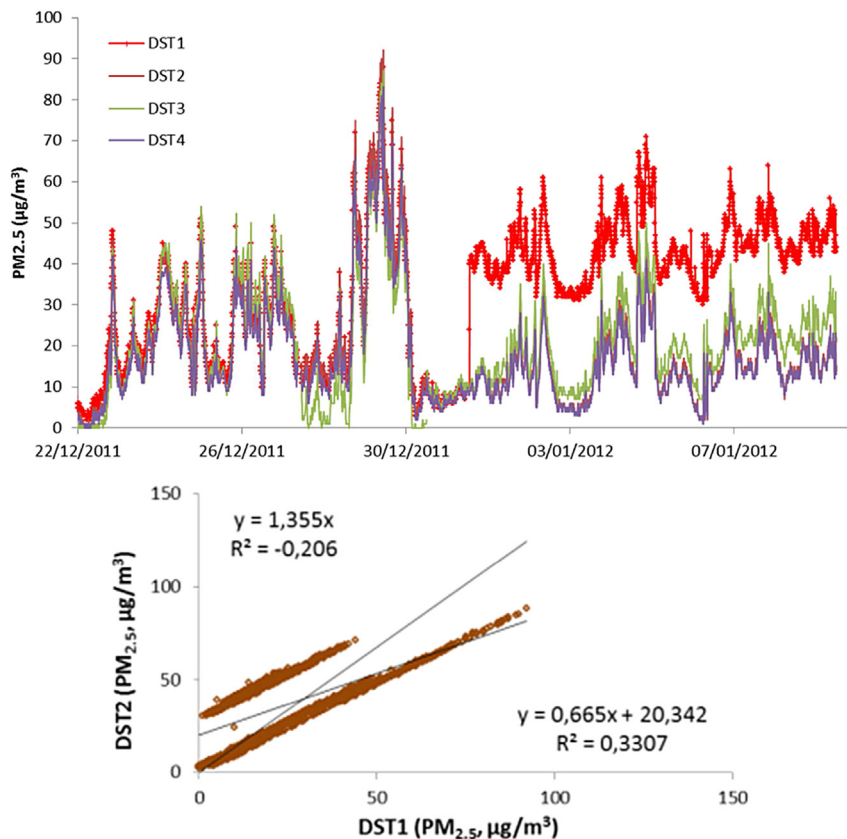 100
90
80
70
60
50
40
30
20
10
0
PM2.5 (µg/m³)
DST1
DST2
DST3
DST4
22/12/2011 26/12/2011 30/12/2011 03/01/2012 07/01/2012
150
100
50
0
DST2 (PM₂.₅, µg/m³)
y = 1,355x
R² = -0,206
y = 0,665x + 20,342
R² = 0,3307
0 50 100 150
DST1 (PM₂.₅, µg/m³)